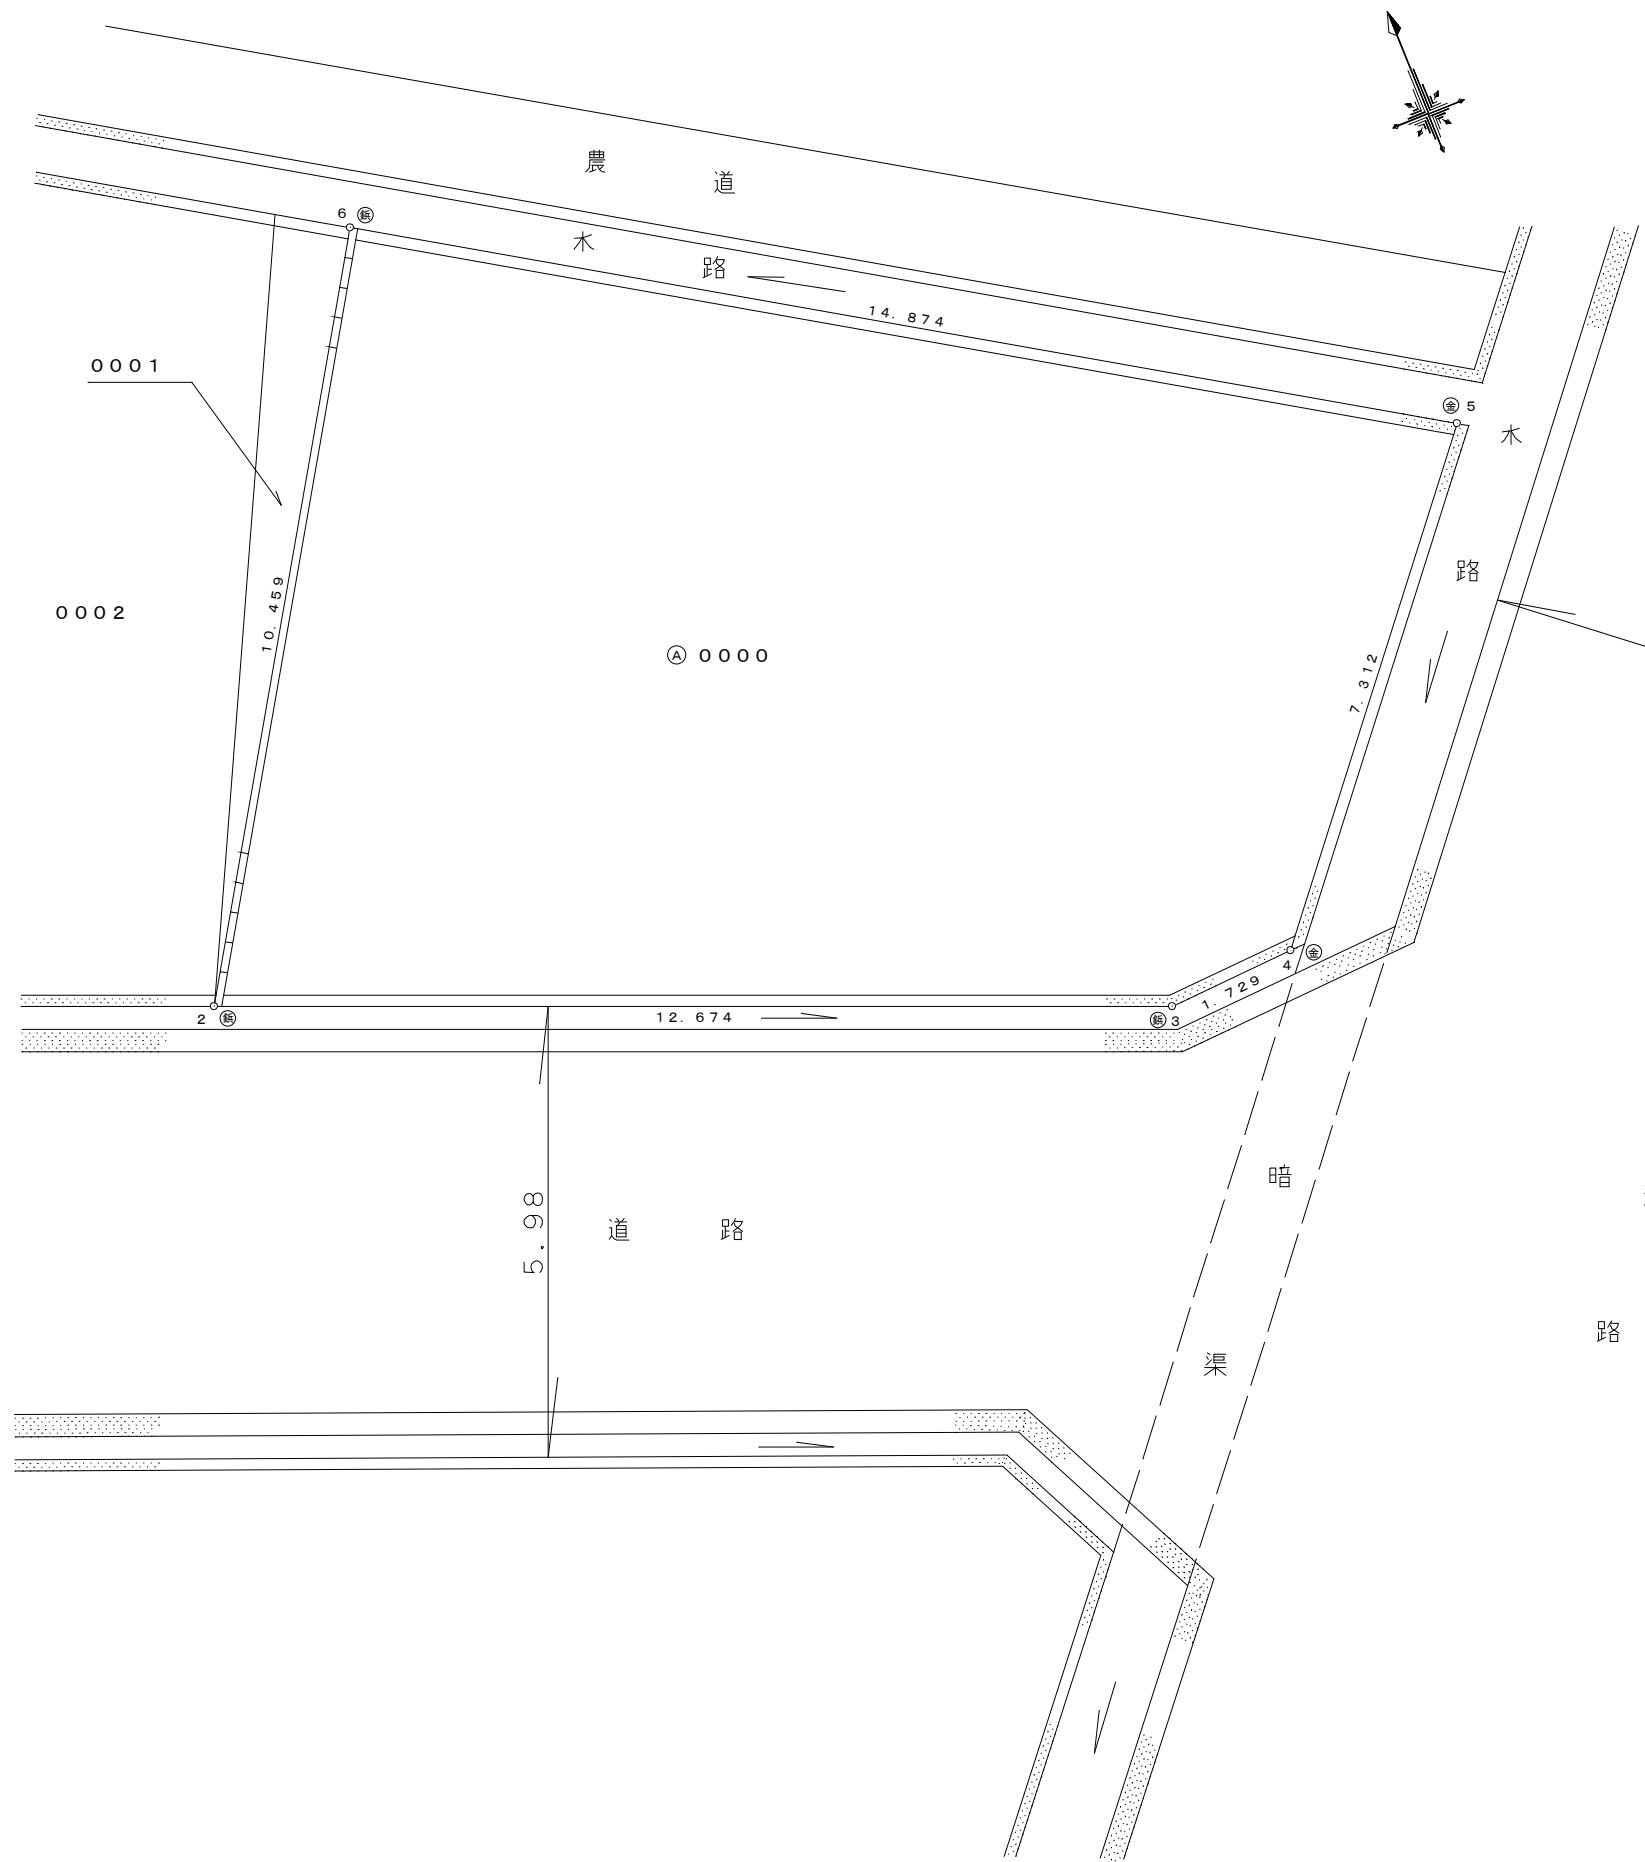 農道
6 鋲
水路
14.874
0001
金 5
水路
10.459
0002
Ⓐ 0000
7.312
4 金
1.729
2 鋲
12.674
鋲 3
暗渠
5.98
道路
路